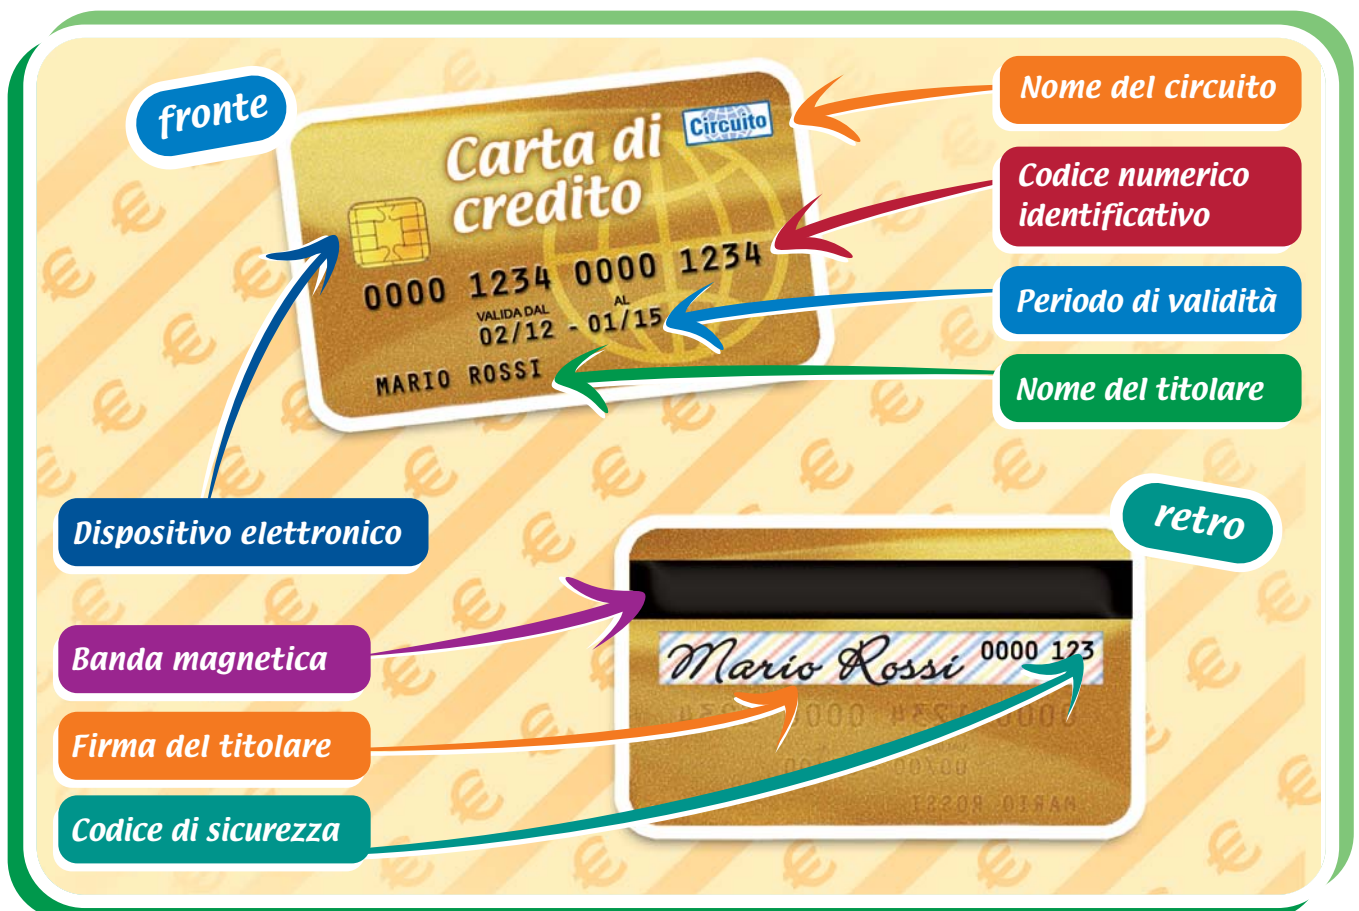 fronte
Nome del circuito
Carta di
credito
Circuito
Codice numerico
identificativo
0000 1234 0000 1234
VALIDA DAL
AL
02/12 - 01/15
Periodo di validità
MARIO ROSSI
Nome del titolare
Dispositivo elettronico
retro
Banda magnetica
Mario Rossi 0000 123
Firma del titolare
Codice di sicurezza
MARIO ROSSI